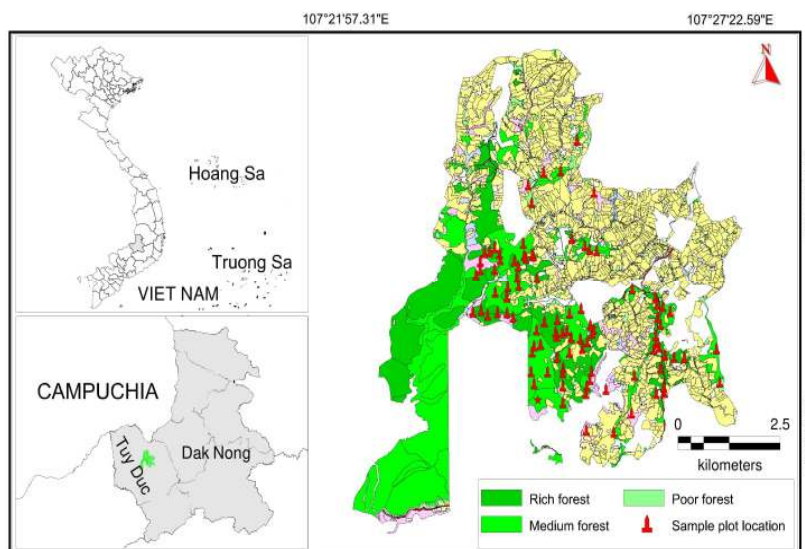 107°21'57.31"
107°27'22.59"
N
Hoang Sa
Truong Sa
VIET NAM
CAMPUCHIA
Tuy Duc
Dak Nong
0
2.5
kilometers
Rich forest
Poor forest
Medium forest
Sample plot location